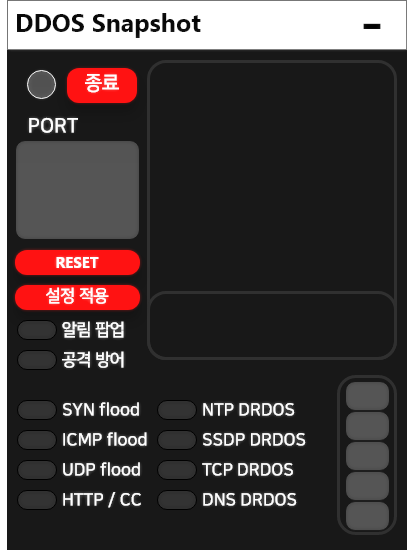 DDOS Snapshot
종료
PORT
RESET
설정 적용
알림 팝업
공격 방어
SYN flood NTP DRDOS
ICMP flood SSDP DRDOS
UDP flood TCP DRDOS
HTTP / CC DNS DRDOS